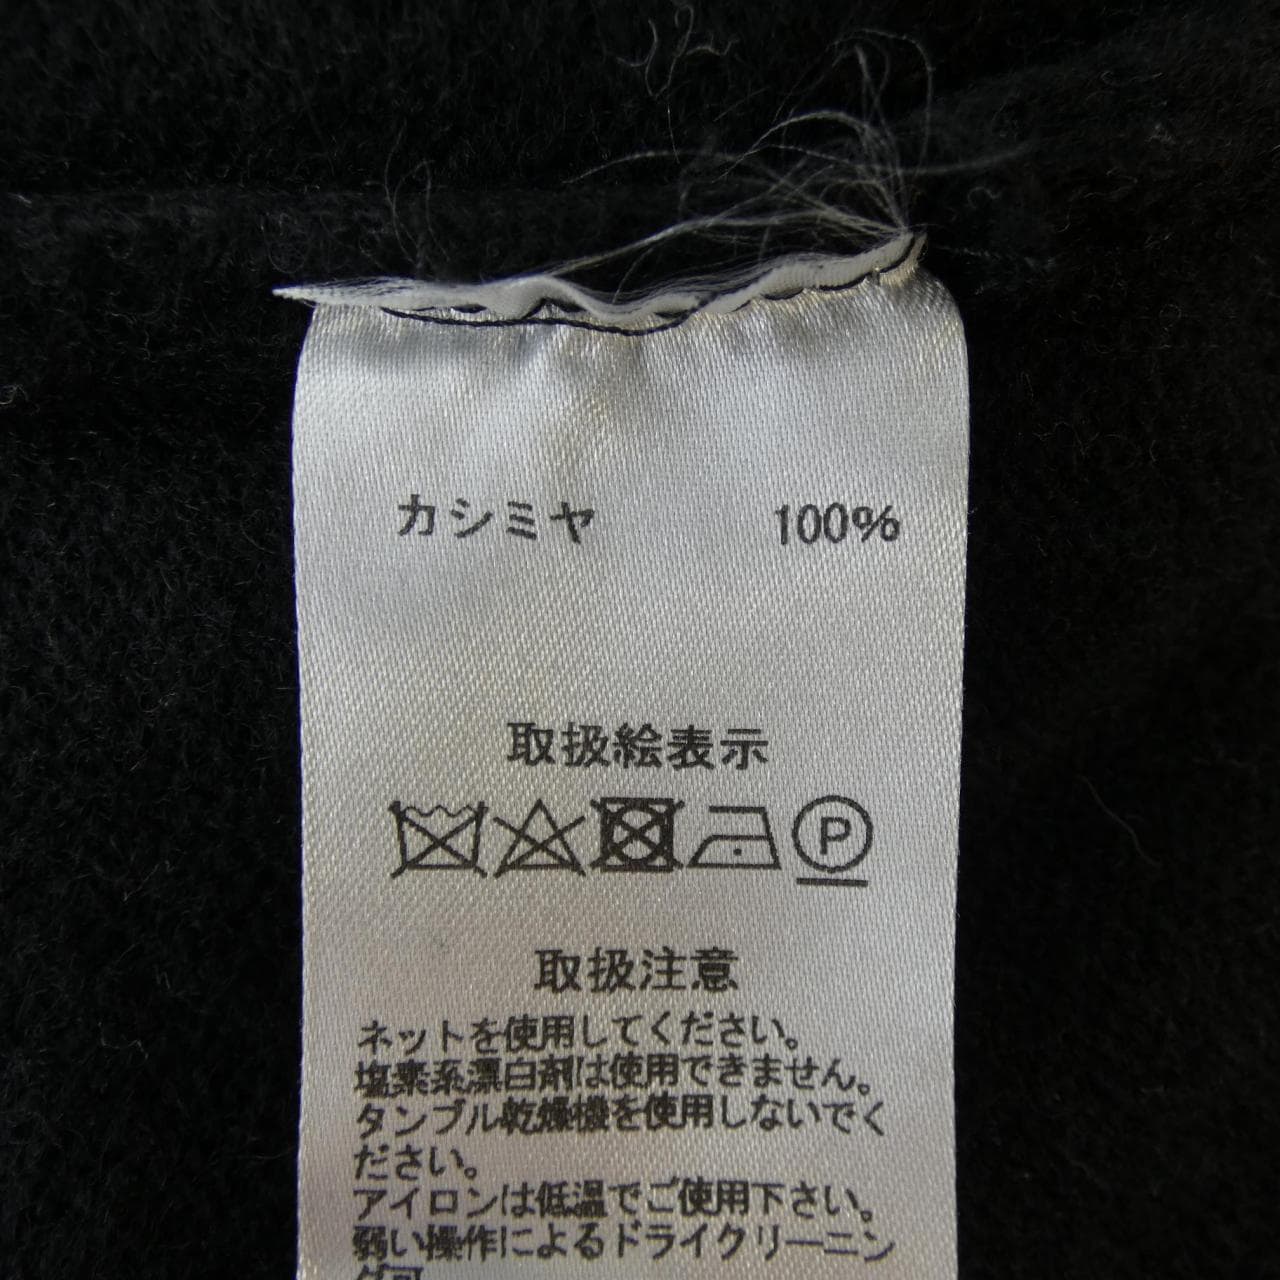 カシミヤ 100%
取扱絵表示
P
取扱注意
ネットを使用してください。
塩素系漂白剤は使用できません。
タンブル乾燥機を使用しないでく
ださい。
アイロンは低温でご使用下さい。
弱い操作によるドライクリーニン
グ可